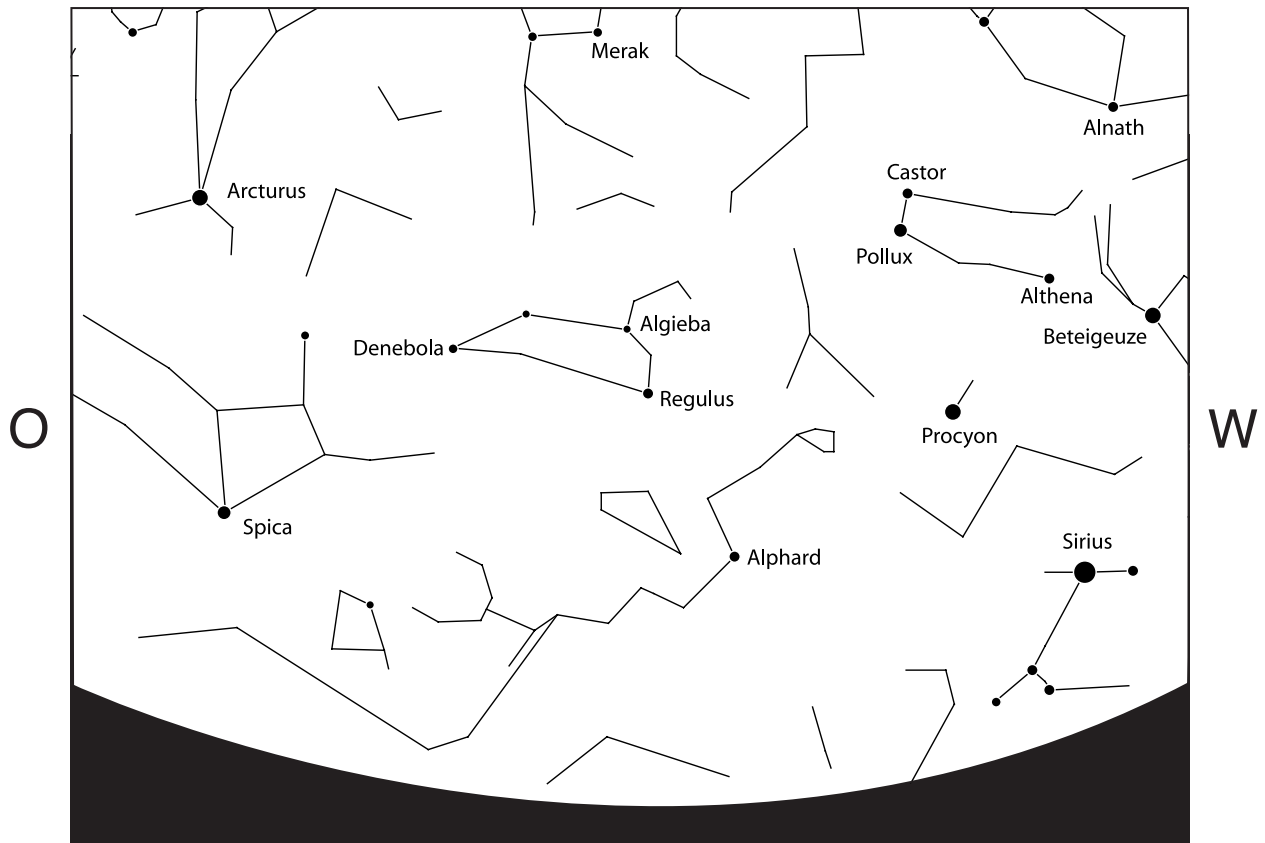 Merak
Alnath
Castor
Arcturus
Pollux
Althena
Algieba
Beteigeuze
Denebola
Regulus
O
W
Procyon
Spica
Sirius
Alphard